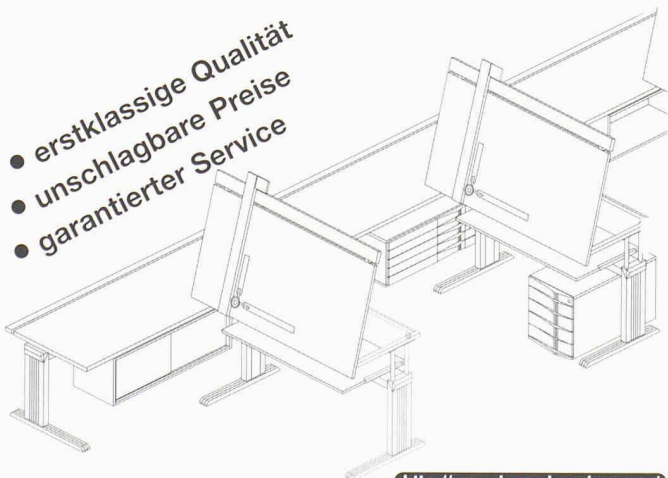 ● erstklassige Qualität
● unschlagbare Preise
● garantierter Service